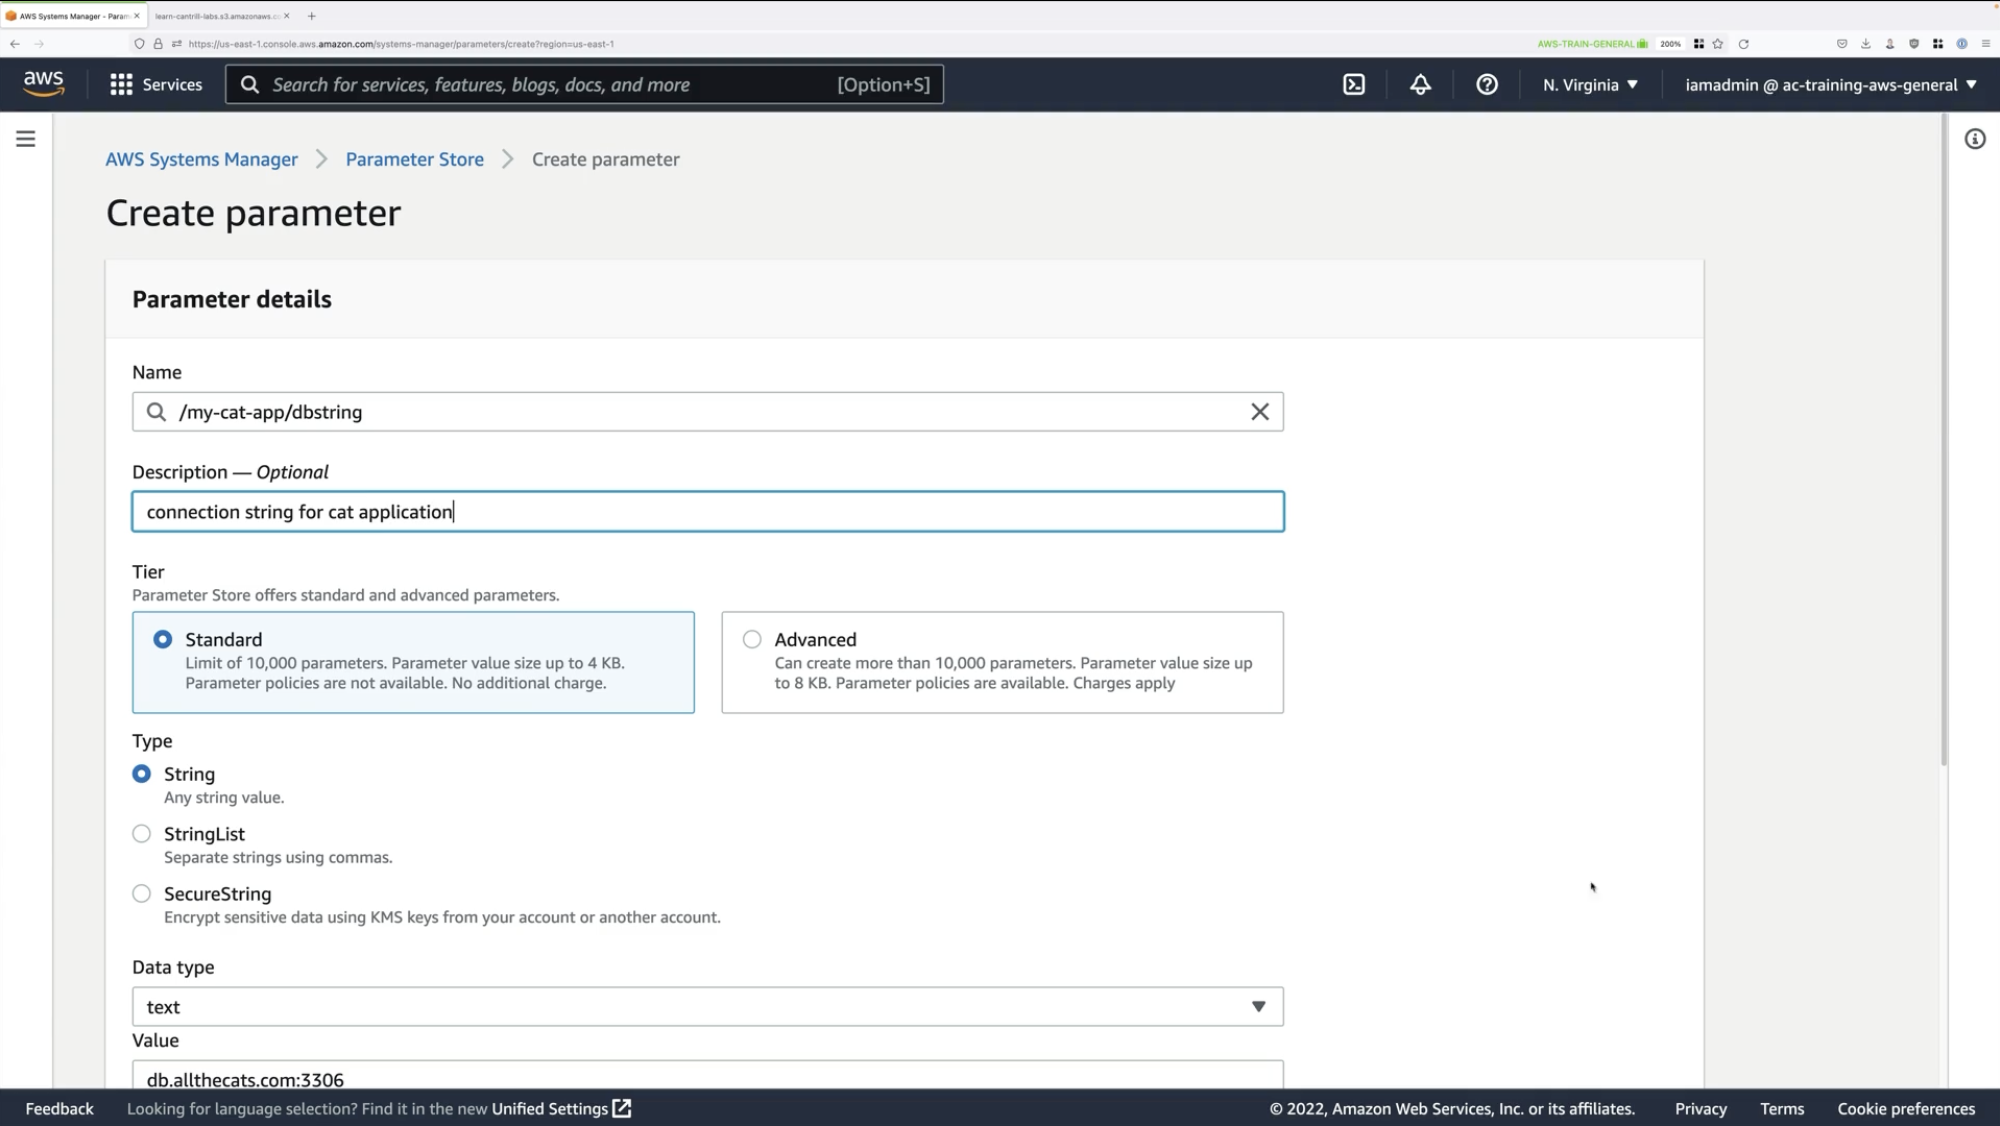 AWS Systems Manager - Param
learn-cantrill-labs.s3.amazonaws.c
https://us-east-1.console.aws.amazon.com/systems-manager/parameters/create?region=us-east-1
AWS-TRAIN-GENERAL
200%
aws
Services
Search for services, features, blogs, docs, and more
[Option+S]
N. Virginia
iamadmin @ ac-training-aws-general
AWS Systems Manager
Parameter Store
Create parameter
Create parameter
Parameter details
Name
/my-cat-app/dbstring
Description — Optional
connection string for cat application
Tier
Parameter Store offers standard and advanced parameters.
Standard
Limit of 10,000 parameters. Parameter value size up to 4 KB.
Parameter policies are not available. No additional charge.
Advanced
Can create more than 10,000 parameters. Parameter value size up
to 8 KB. Parameter policies are available. Charges apply
Type
String
Any string value.
StringList
Separate strings using commas.
SecureString
Encrypt sensitive data using KMS keys from your account or another account.
Data type
text
Value
db.allthecats.com:3306
Feedback
Looking for language selection? Find it in the new Unified Settings
© 2022, Amazon Web Services, Inc. or its affiliates.
Privacy
Terms
Cookie preferences